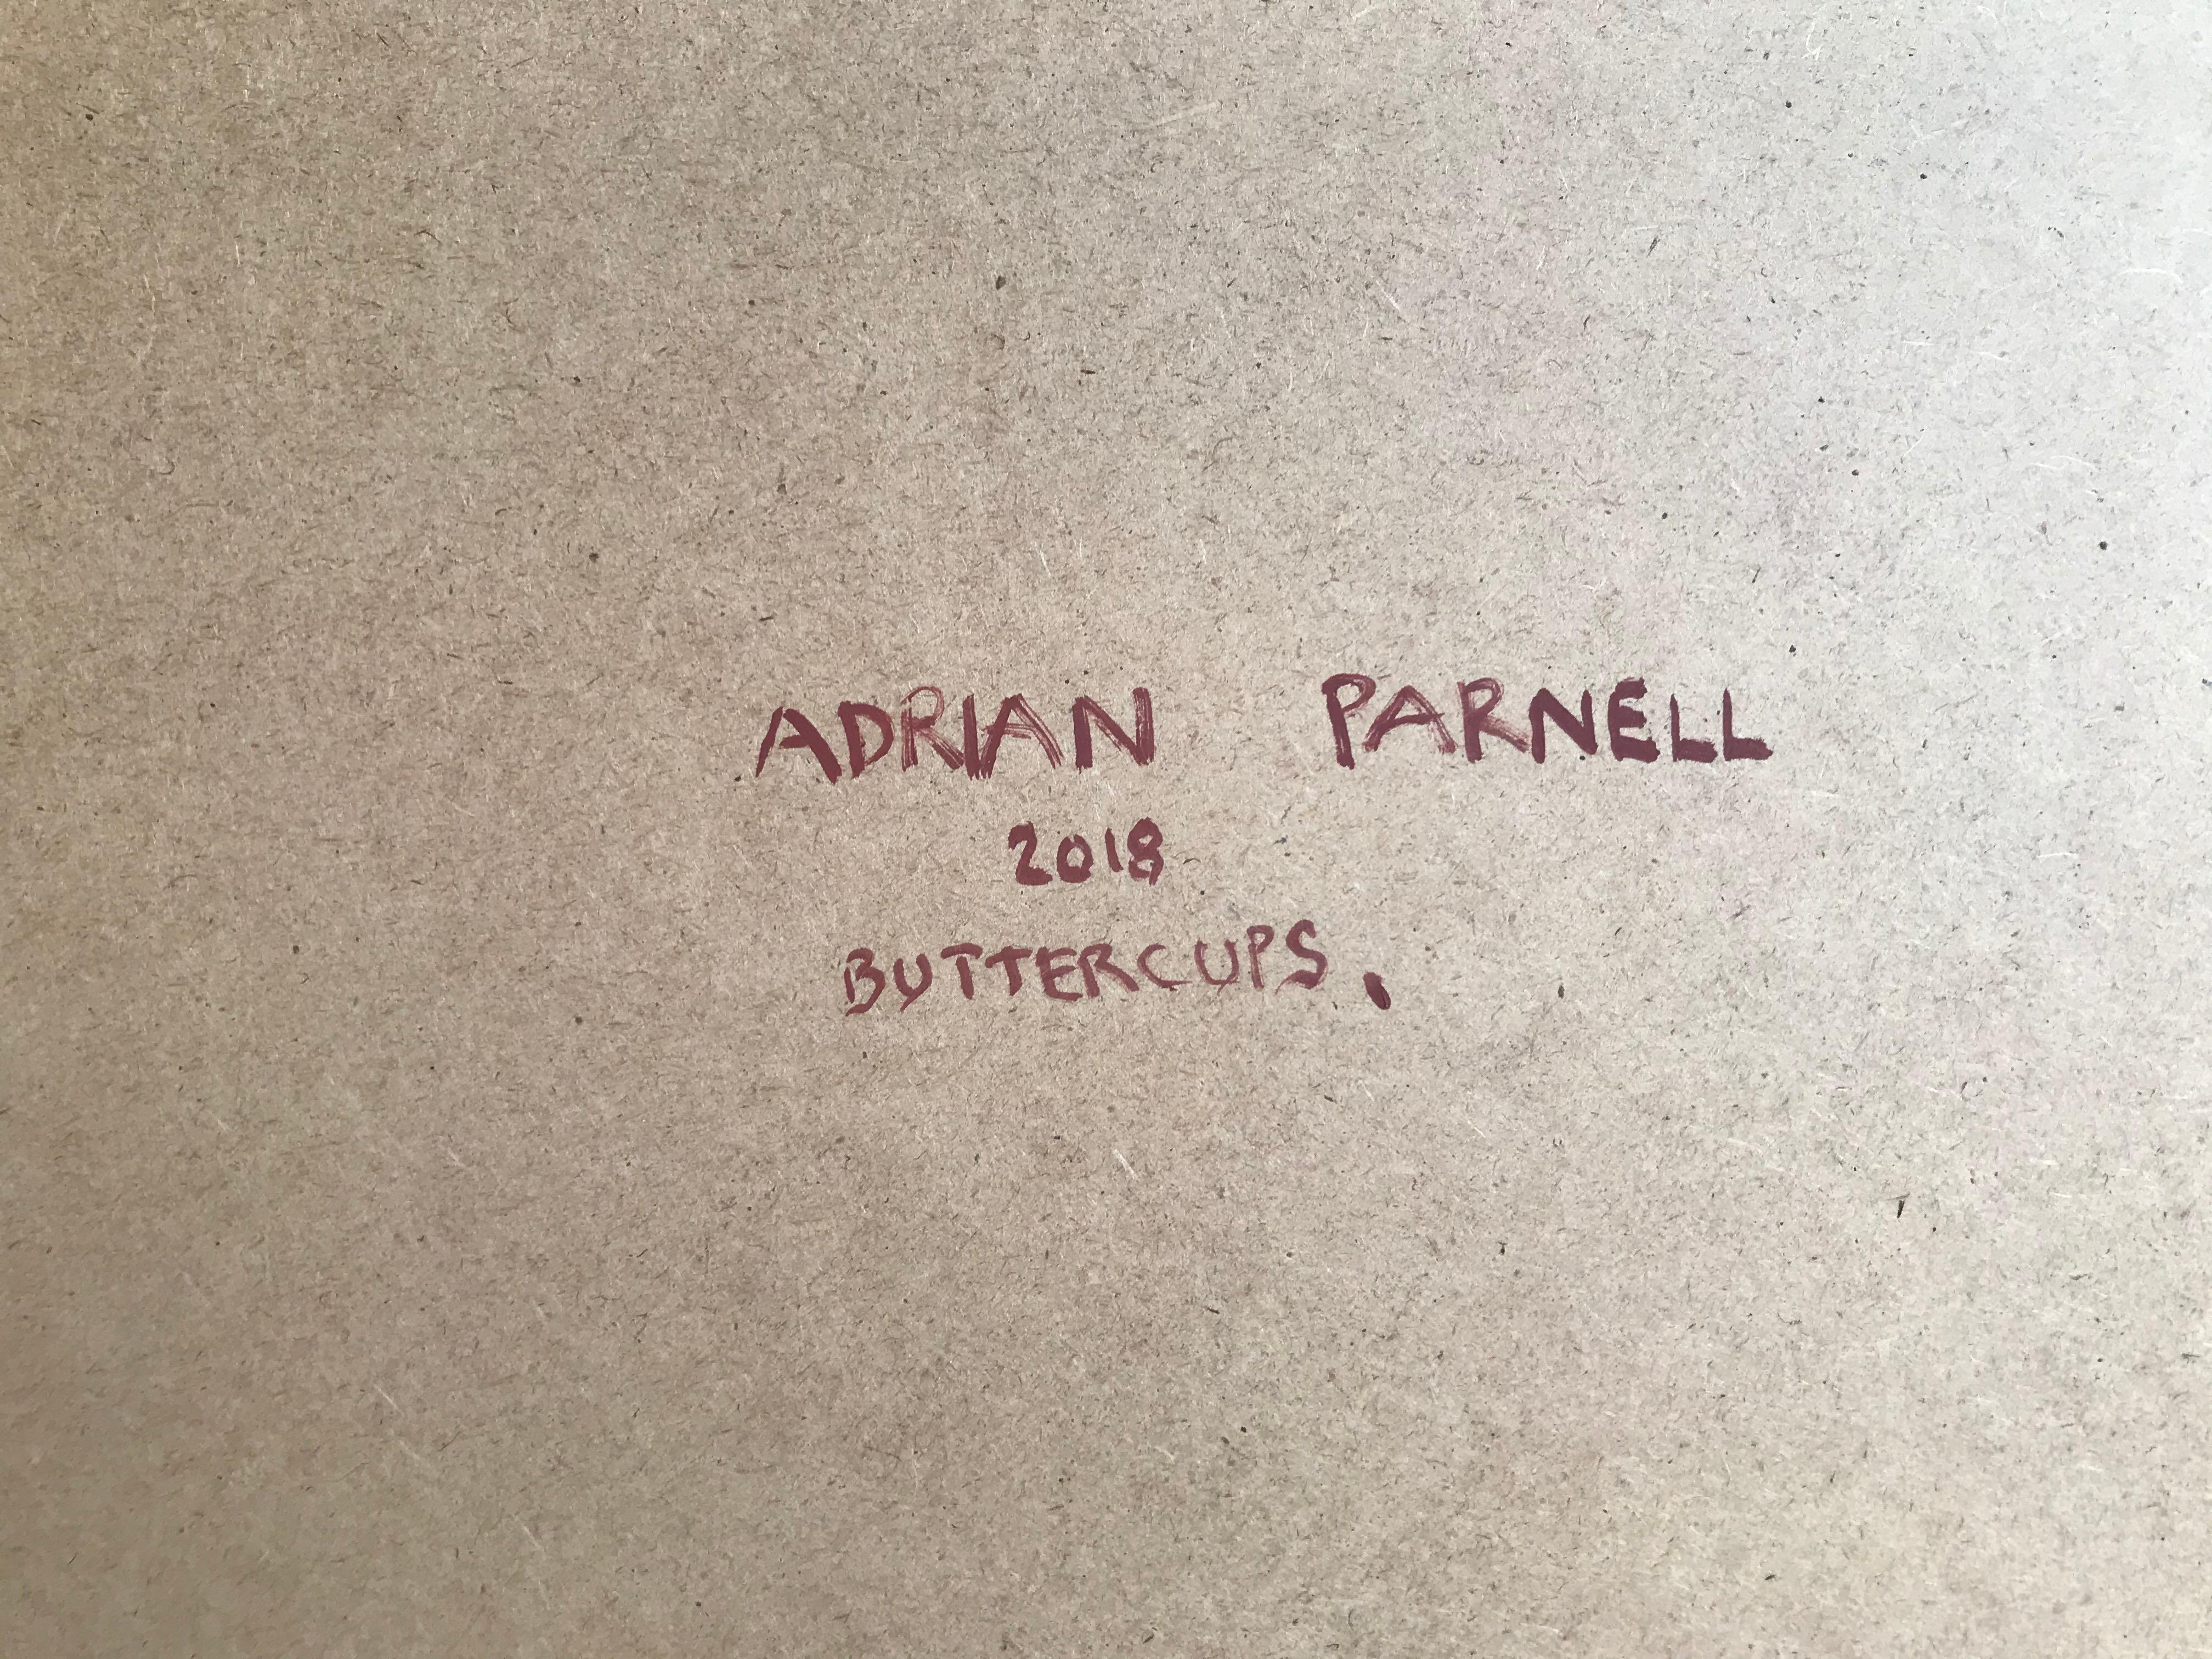 ADRIAN PARNELL
2018
BUTTERCUPS.